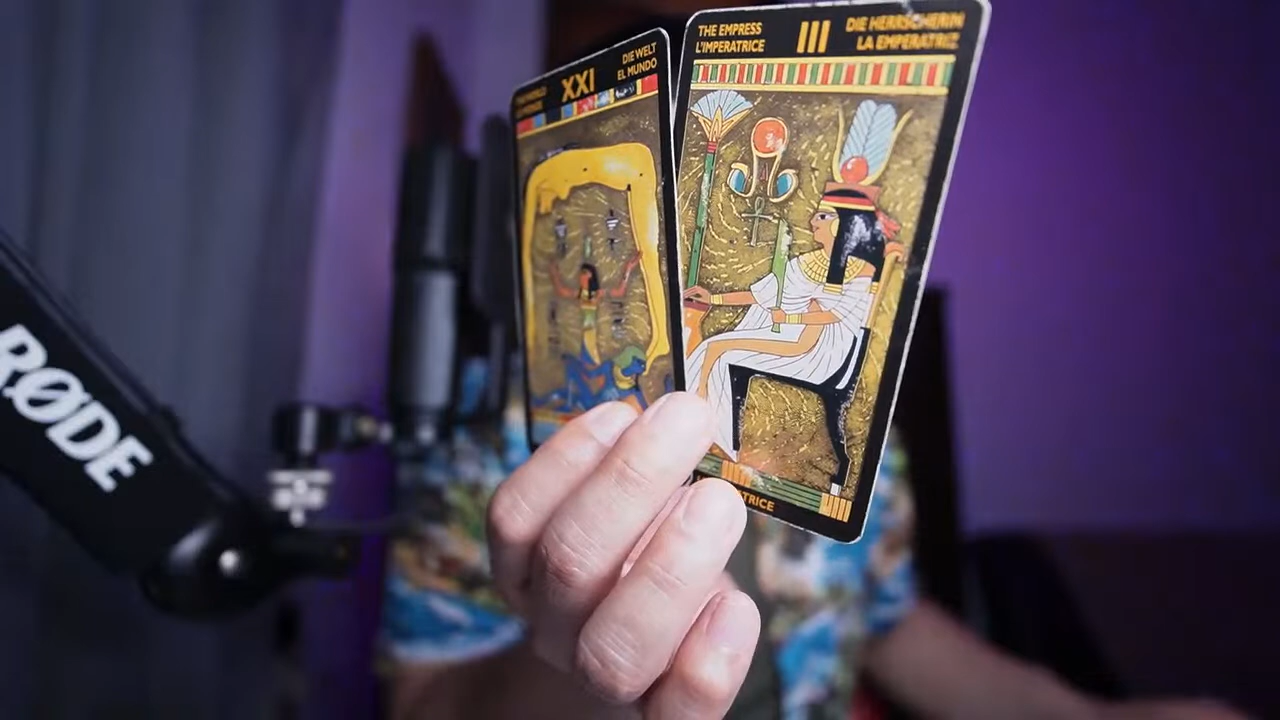 THE EMPRESS
L'IMPERATRICE
III
DIE HERRSCHERIN
LA EMPERATRIZ
XXI
DIE WELT
EL MUNDO
TRICE
RØDE